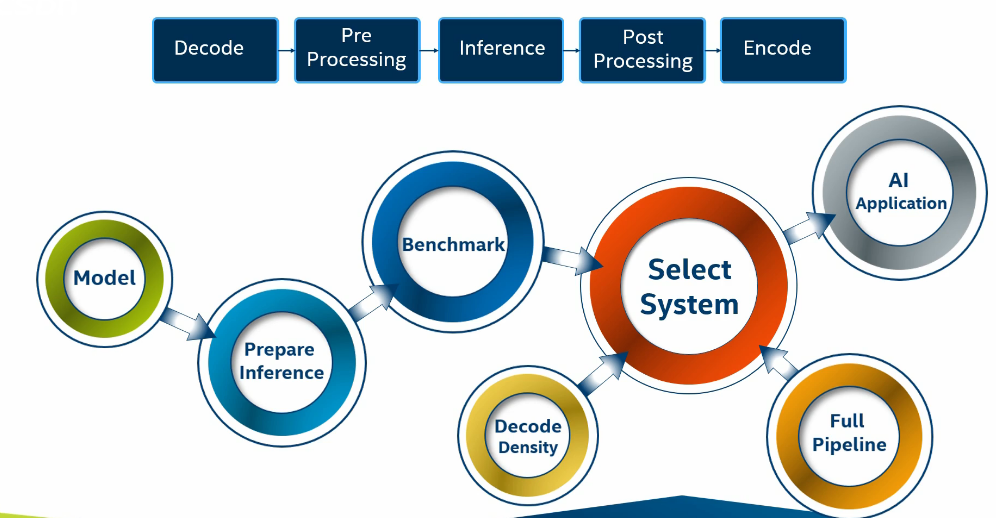 Decode
Pre
Processing
Inference
Post
Processing
Encode
Model
Prepare
Inference
Benchmark
Select
System
AI
Application
Decode
Density
Full
Pipeline